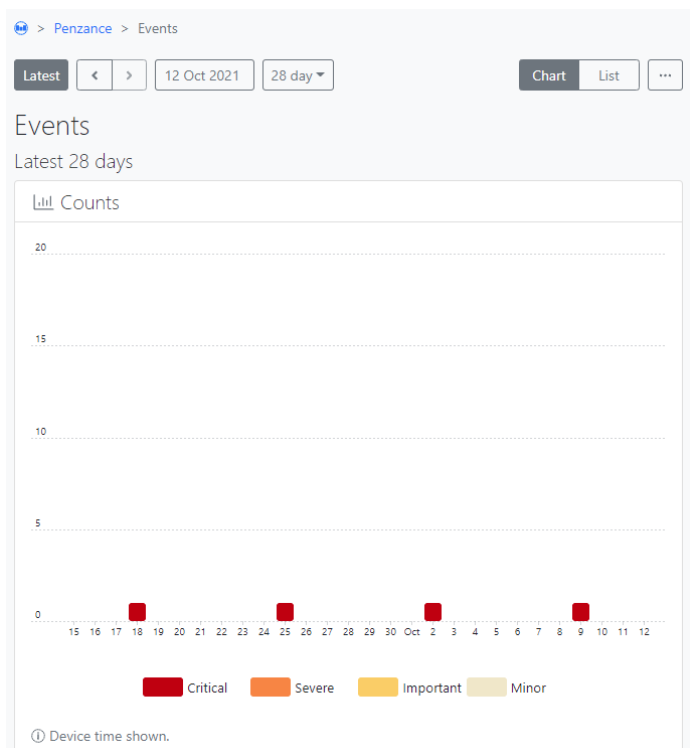 > Penzance > Events
Latest < > 12 Oct 2021 28 day Chart List ...
Events
Latest 28 days
Counts
20
15
10
5
0
15 16 17 18 19 20 21 22 23 24 25 26 27 28 29 30 Oct 2 3 4 5 6 7 8 9 10 11 12
Critical Severe Important Minor
Device time shown.